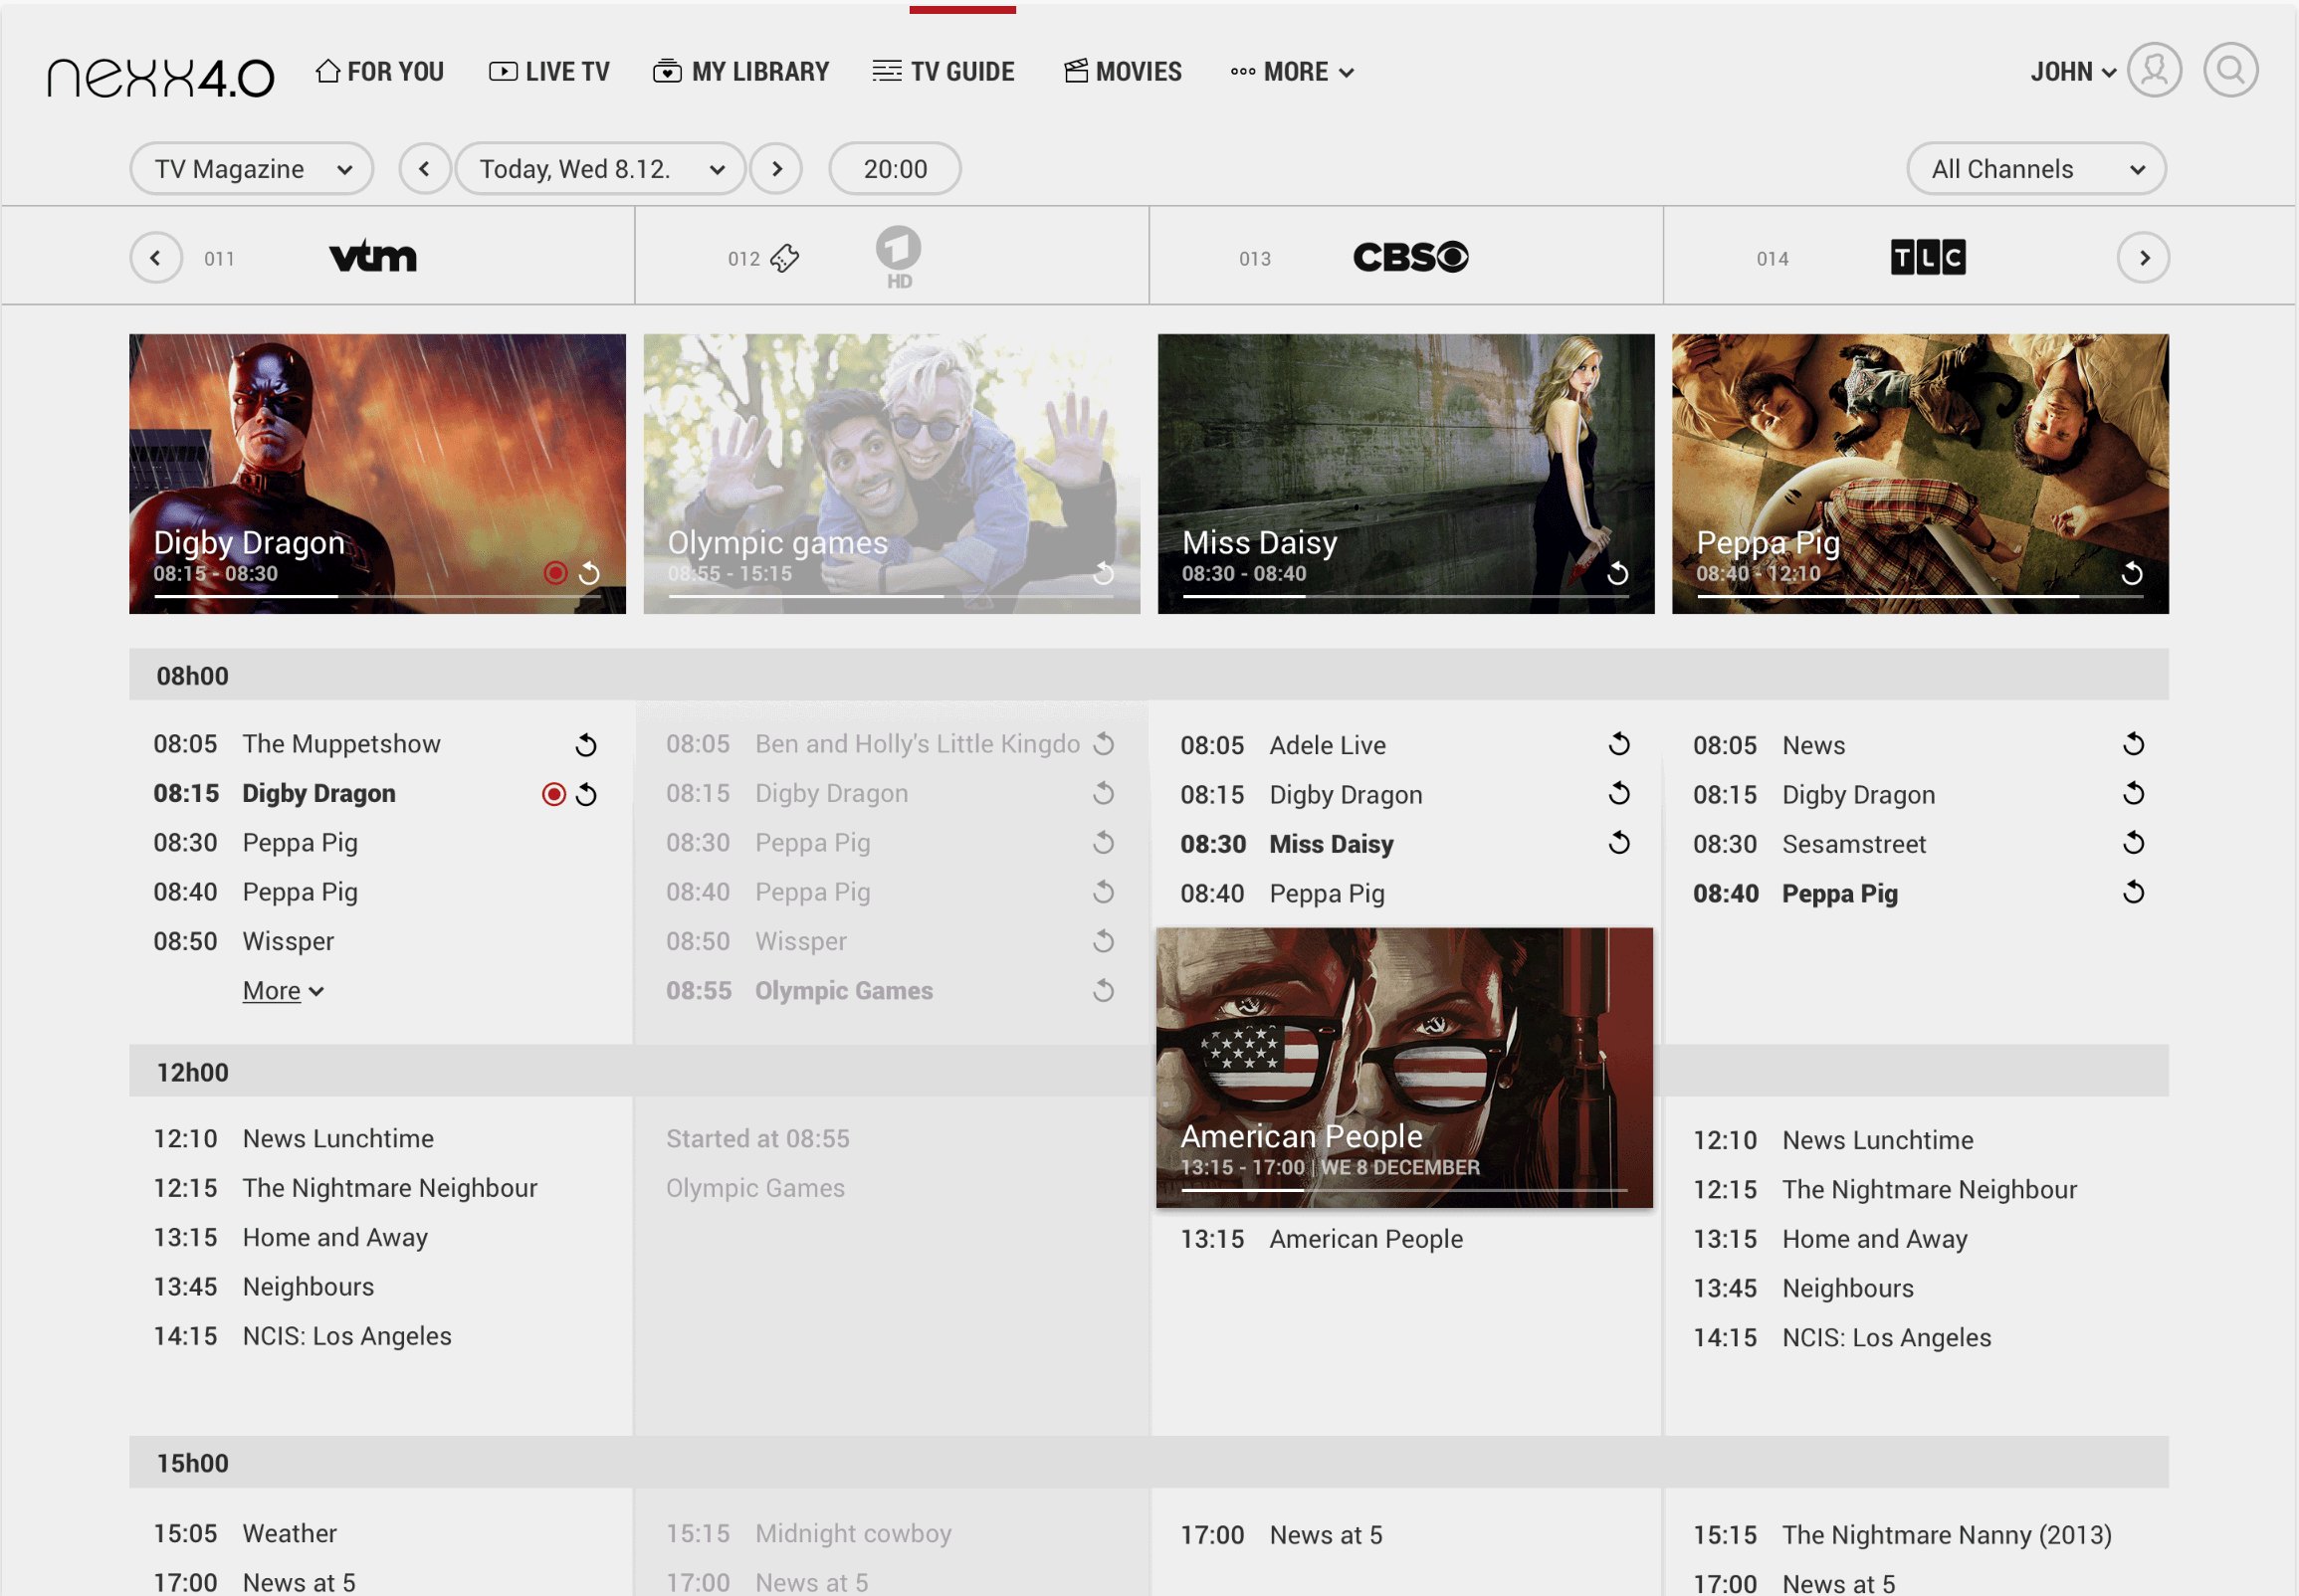 nexx4.0
FOR YOU
LIVE TV
MY LIBRARY
TV GUIDE
MOVIES
MORE
JOHN
TV Magazine
Today, Wed 8.12.
20:00
All Channels
011
vtm
012
1
HD
013
CBS
014
TLC
Digby Dragon
08:15 - 08:30
Olympic games
08:55 - 15:15
Miss Daisy
08:30 - 08:40
Peppa Pig
08:40 - 12:10
08h00
08:05 The Muppetshow
08:15 Digby Dragon
08:30 Peppa Pig
08:40 Peppa Pig
08:50 Wissper
More
08:05 Ben and Holly's Little Kingdo
08:15 Digby Dragon
08:30 Peppa Pig
08:40 Peppa Pig
08:50 Wissper
08:55 Olympic Games
08:05 Adele Live
08:15 Digby Dragon
08:30 Miss Daisy
08:40 Peppa Pig
American People
13:15 - 17:00 | WE 8 DECEMBER
08:05 News
08:15 Digby Dragon
08:30 Sesamstreet
08:40 Peppa Pig
12h00
12:10 News Lunchtime
12:15 The Nightmare Neighbour
13:15 Home and Away
13:45 Neighbours
14:15 NCIS: Los Angeles
Started at 08:55
Olympic Games
13:15 American People
12:10 News Lunchtime
12:15 The Nightmare Neighbour
13:15 Home and Away
13:45 Neighbours
14:15 NCIS: Los Angeles
15h00
15:05 Weather
17:00 News at 5
15:15 Midnight cowboy
17:00 News at 5
17:00 News at 5
15:15 The Nightmare Nanny (2013)
17:00 News at 5